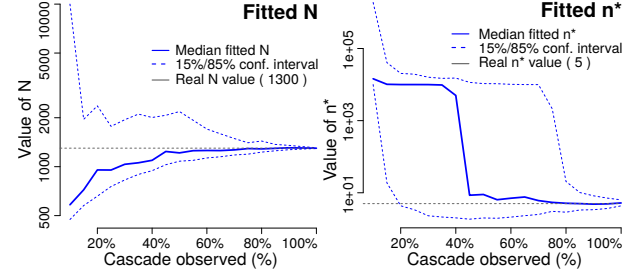 Fitted N
Value of N
10000
5000
2000
1000
500
Median fitted N
15%/85% conf. interval
Real N value ( 1300 )
20% 40% 60% 80% 100%
Cascade observed (%)
Fitted n*
Value of n*
1e+05
1e+03
1e+01
Median fitted n*
15%/85% conf. interval
Real n* value ( 5 )
20% 40% 60% 80% 100%
Cascade observed (%)